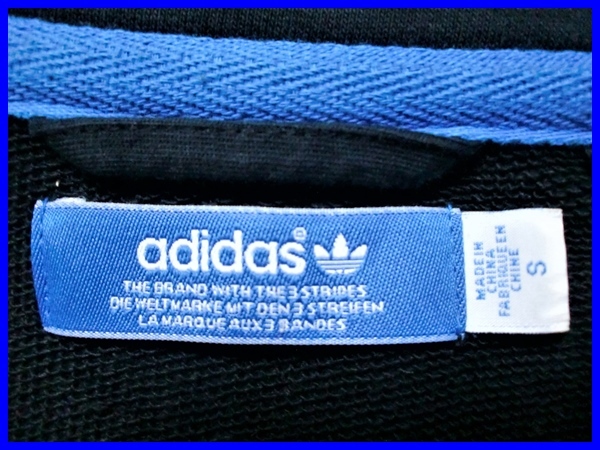 adidas®
THE BRAND WITH THE 3 STRIPES
DIE WELTMARKE MIT DEN 3 STREIFEN
LA MARQUE AUX 3 BANDES
MADE IN
CHINA
FABRIQUE EN
CHINE
S